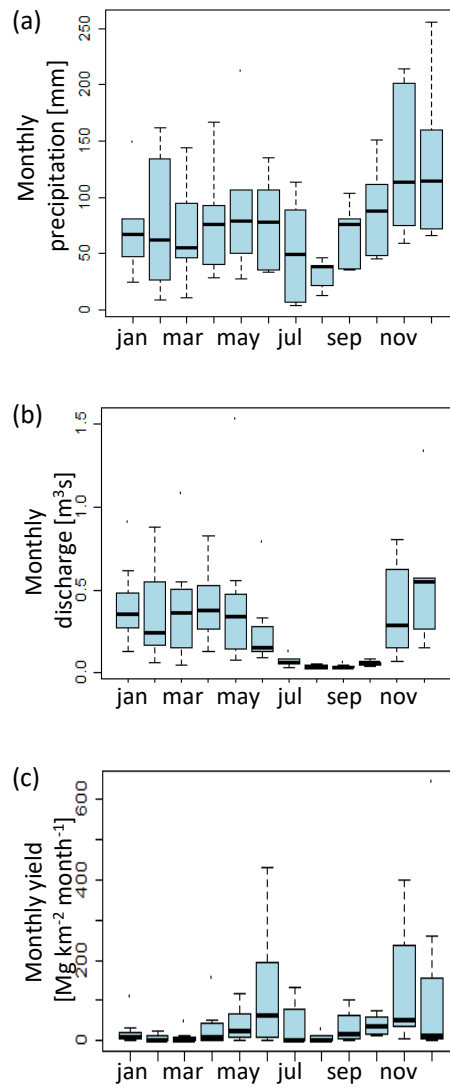 (a)
Monthly
precipitation [mm]
250
200
150
100
50
0
jan mar may jul sep nov
(b)
Monthly
discharge [m³s]
1.5
1.0
0.5
0.0
jan mar may jul sep nov
(c)
Monthly yield
[Mg km⁻² month⁻¹]
600
400
200
0
jan mar may jul sep nov